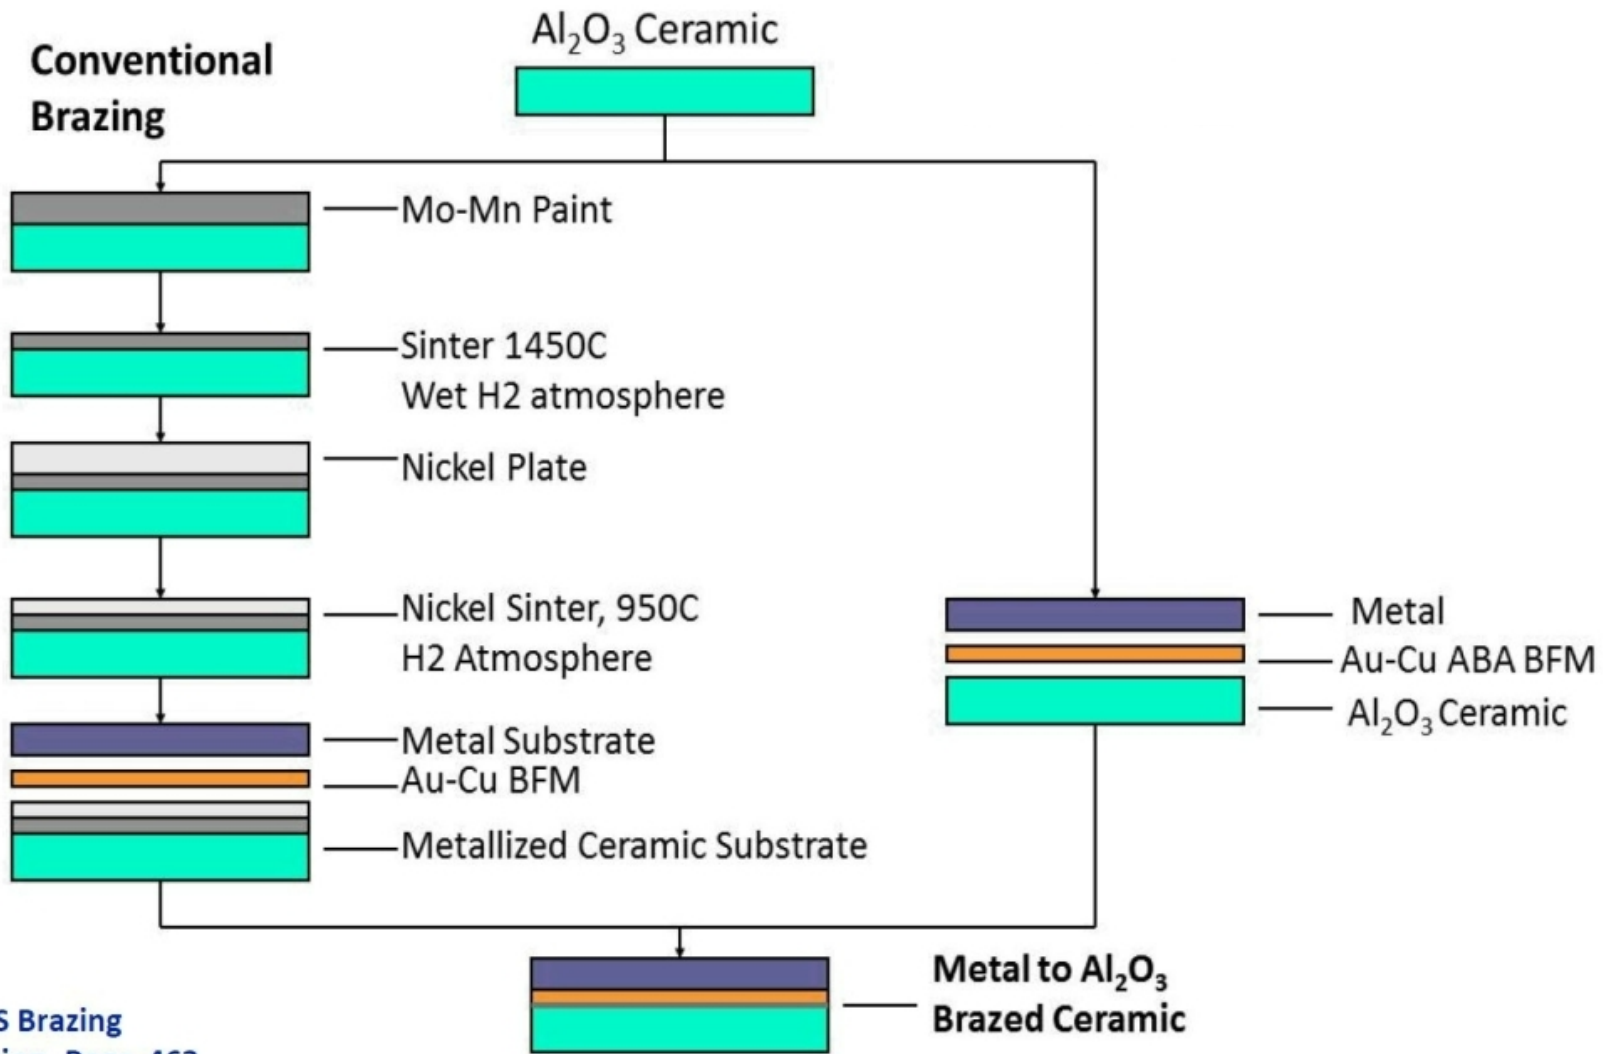 Conventional
Brazing
Al₂O₃ Ceramic
Mo-Mn Paint
Sinter 1450C
Wet H2 atmosphere
Nickel Plate
Nickel Sinter, 950C
H2 Atmosphere
Metal Substrate
Au-Cu BFM
Metallized Ceramic Substrate
Metal
Au-Cu ABA BFM
Al₂O₃ Ceramic
Metal to Al₂O₃
Brazed Ceramic
Brazing